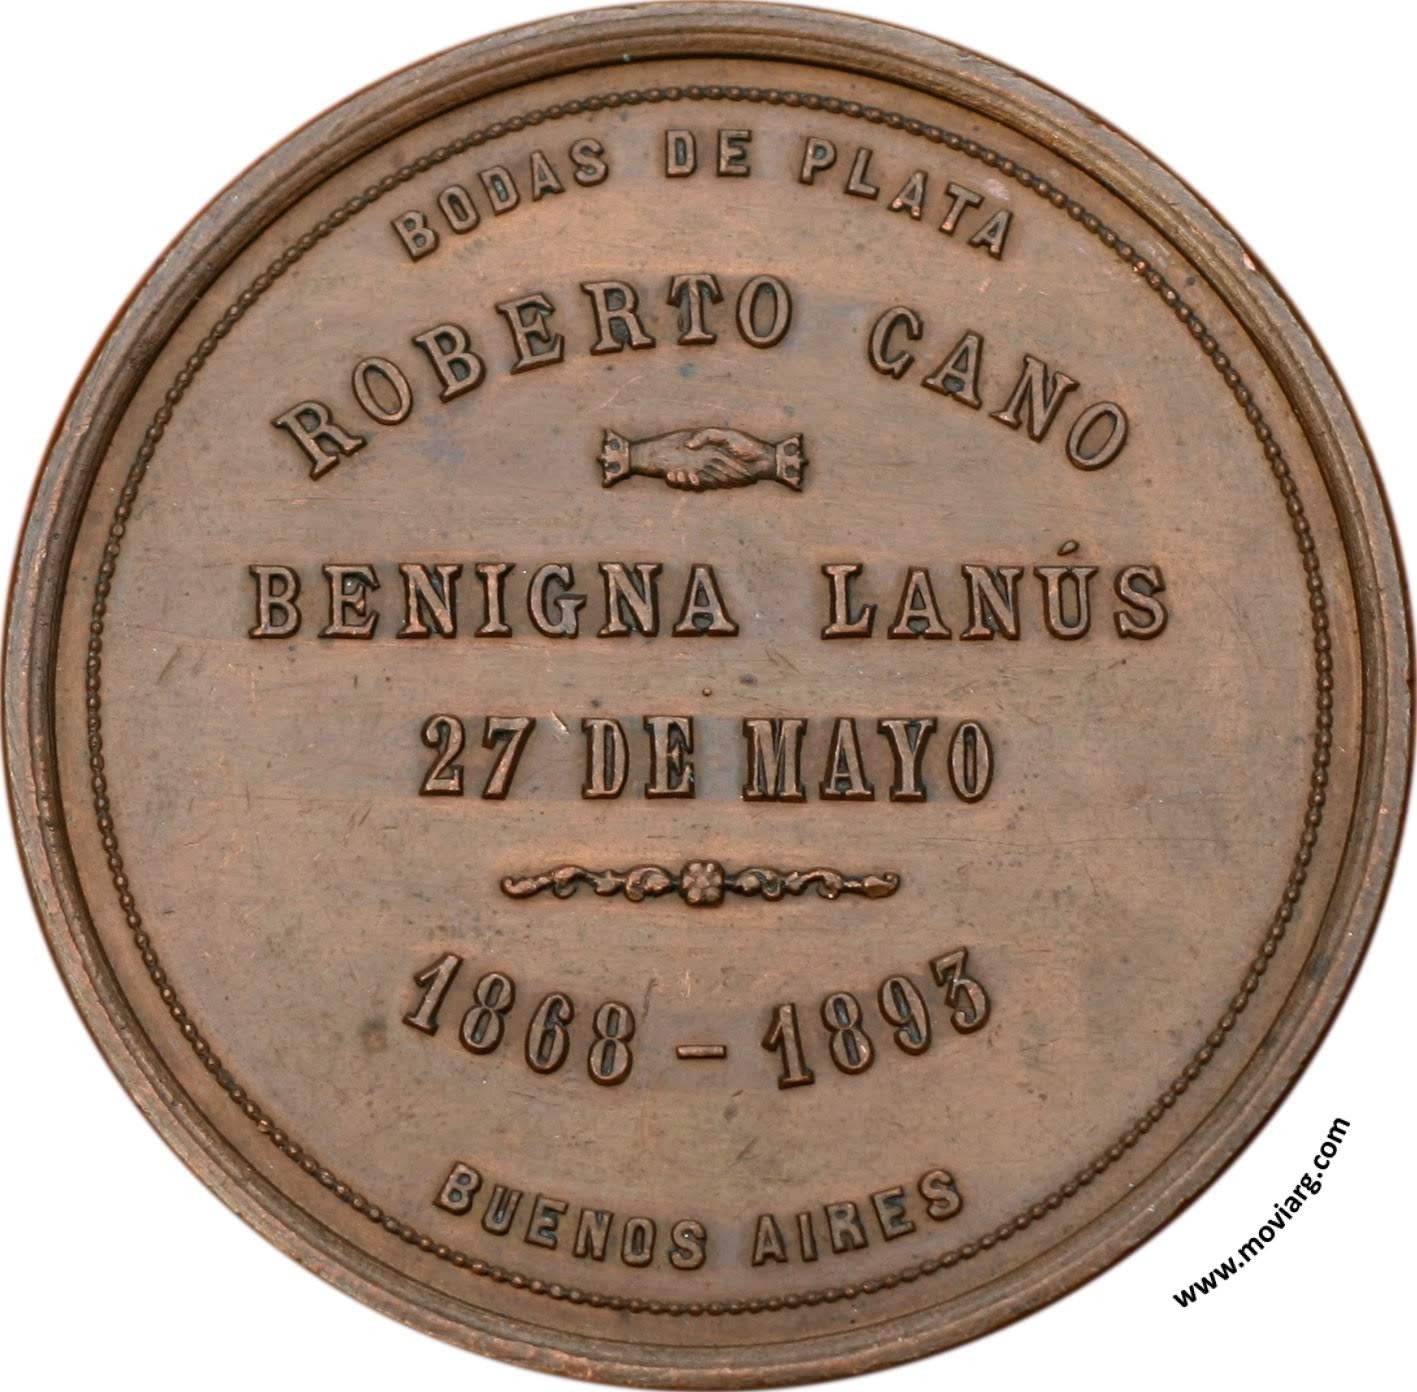 BODAS DE PLATA
ROBERTO CANO
BENIGNA LANÚS
27 DE MAYO
1868 – 1893
BUENOS AIRES
www.moviarg.com